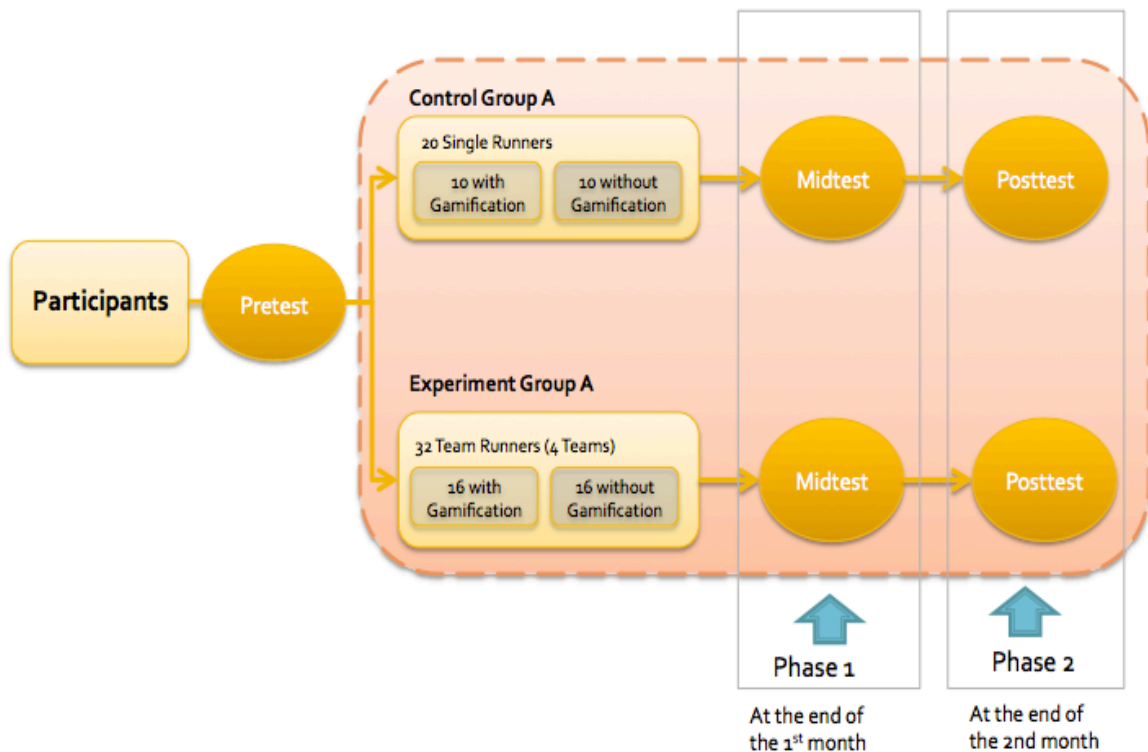 Control Group A
20 Single Runners
10 with
Gamification
10 without
Gamification
Midtest
Posttest
Participants
Pretest
Experiment Group A
32 Team Runners (4 Teams)
16 with
Gamification
16 without
Gamification
Midtest
Posttest
Phase 1
At the end of
the 1st month
Phase 2
At the end of
the 2nd month